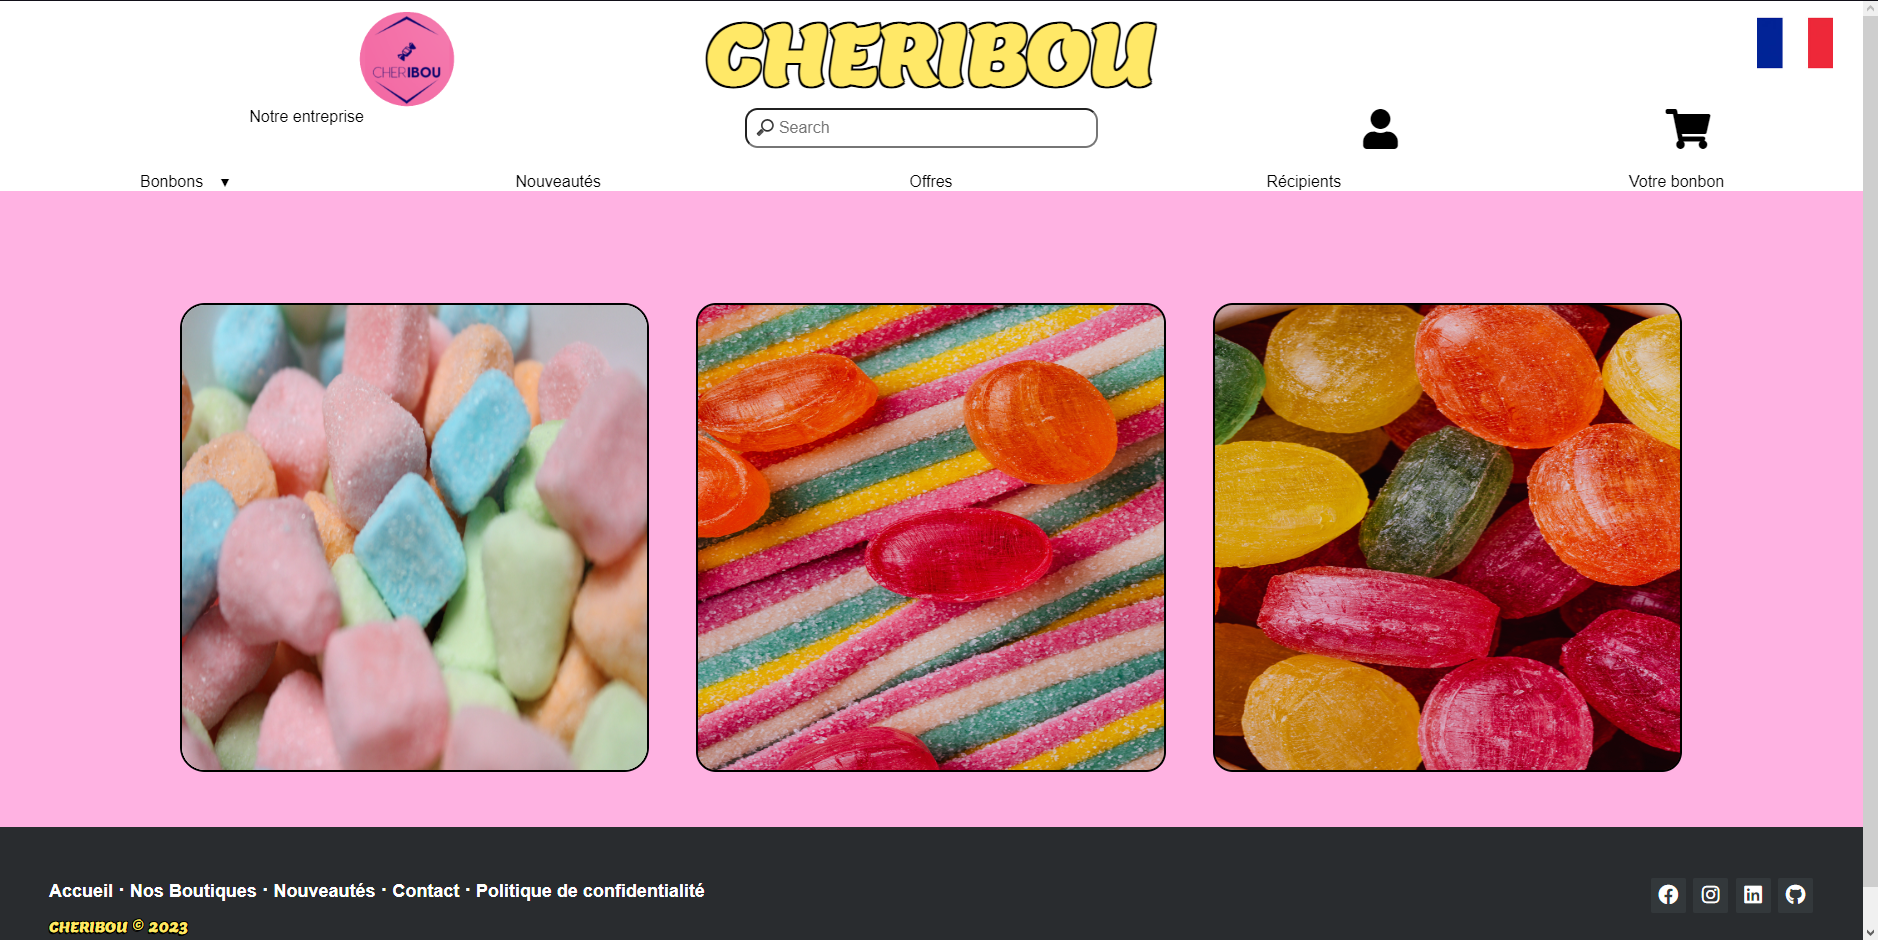 CHERIBOU
CHERIBOU
Notre entreprise
Search
Bonbons ▼
Nouveautés
Offres
Récipients
Votre bonbon
Accueil · Nos Boutiques · Nouveautés · Contact · Politique de confidentialité
CHERIBOU © 2023